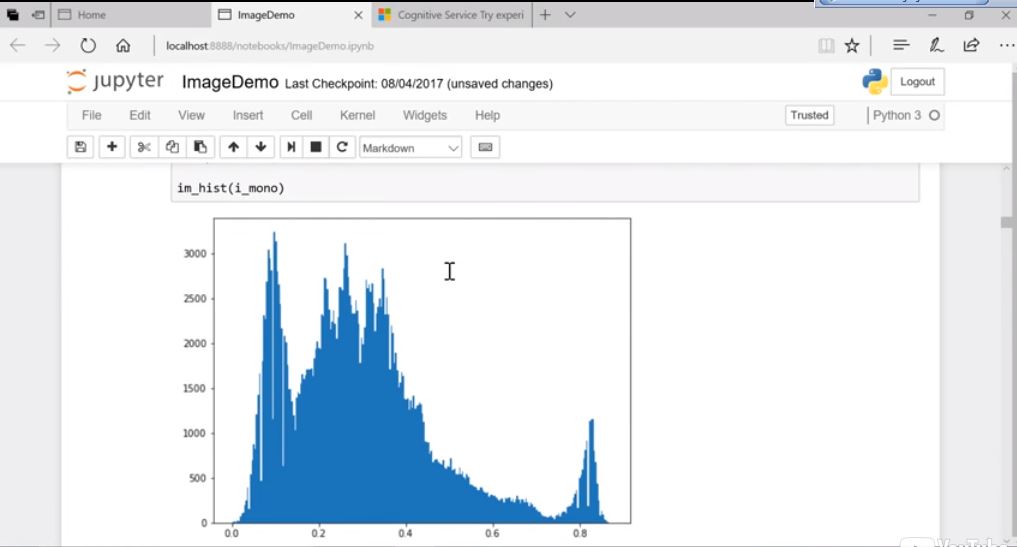 Home
ImageDemo
Cognitive Service Try experi
localhost:8888/notebooks/ImageDemo.ipynb
jupyter ImageDemo Last Checkpoint: 08/04/2017 (unsaved changes)
Logout
File Edit View Insert Cell Kernel Widgets Help
Trusted
Python 3
Markdown
im_hist(i_mono)
3000
2500
2000
1500
1000
500
0
0.0 0.2 0.4 0.6 0.8
YouTube